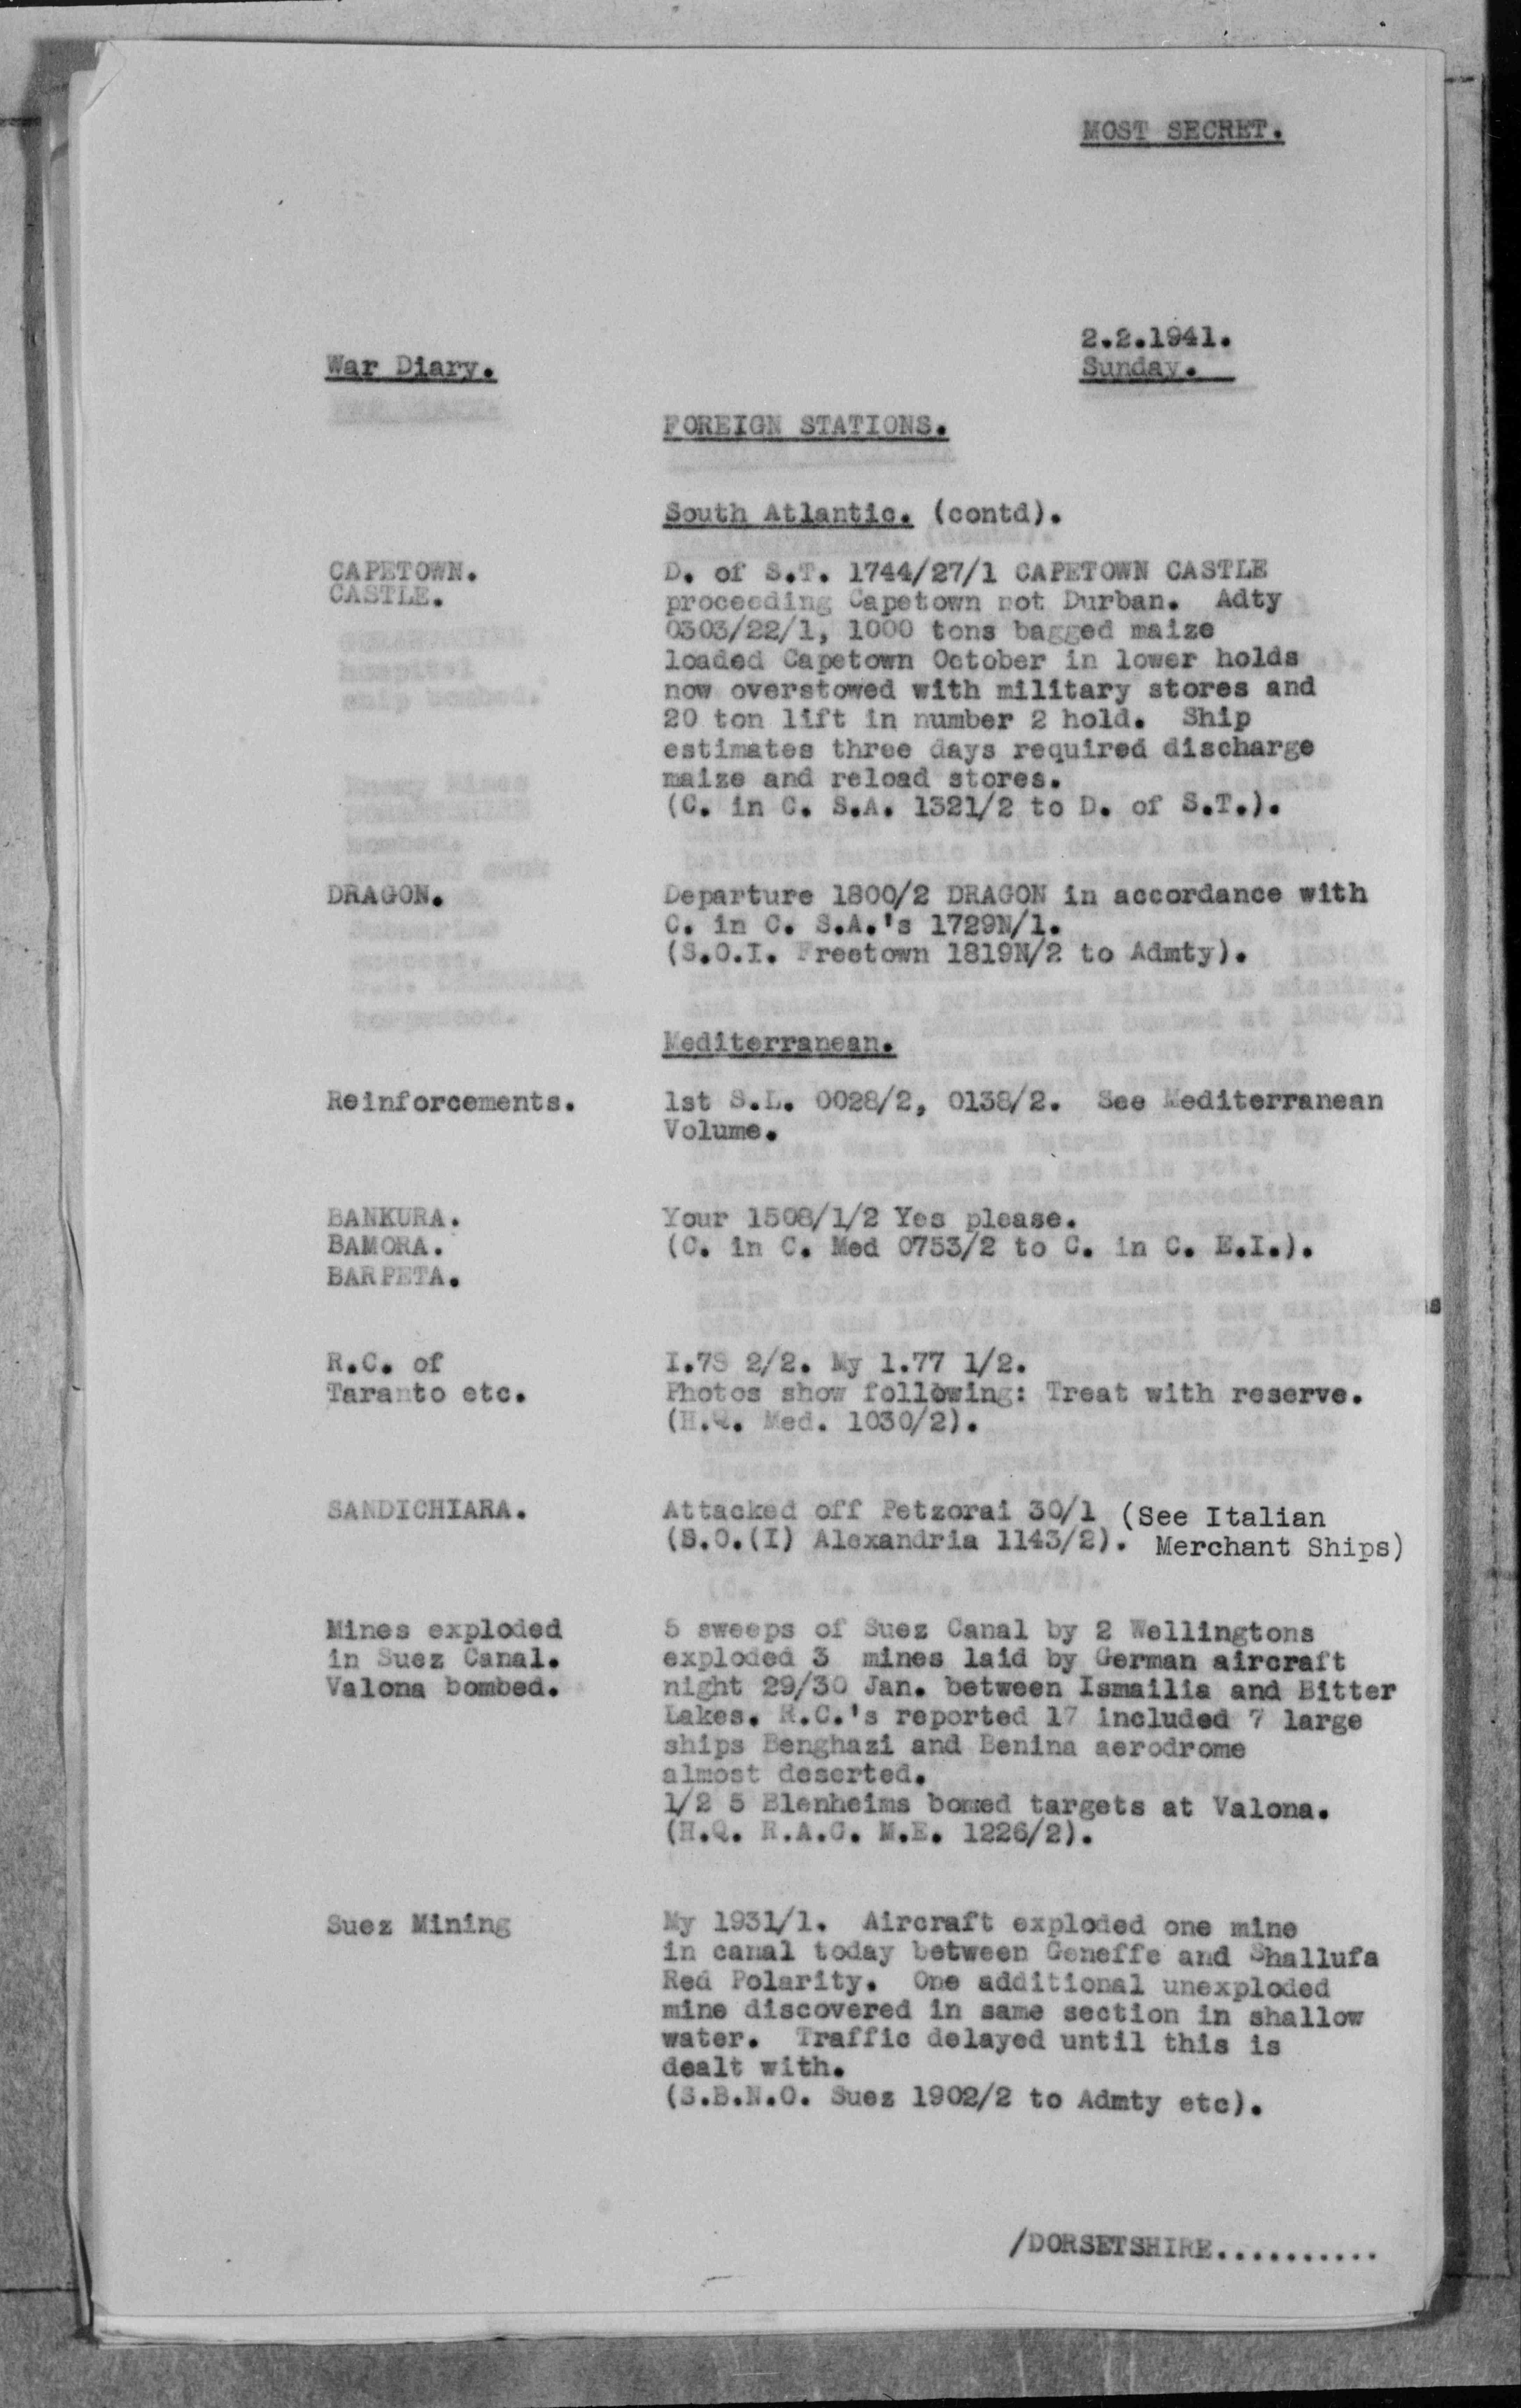 MOST SECRET.
2.2.1941.
War Diary.
Sunday.
FOREIGN STATIONS.
South Atlantic. (contd).
CAPETOWN. D. of S.T. 1744/27/1 CAPETOWN CASTLE
CASTLE. proceeding Capetown not Durban. Adty
0303/22/1, 1000 tons bagged maize
loaded Capetown October in lower holds
now overstowed with military stores and
20 ton lift in number 2 hold. Ship
estimates three days required discharge
maize and reload stores.
(C. in C. S.A. 1321/2 to D. of S.T.).
DRAGON. Departure 1800/2 DRAGON in accordance with
C. in C. S.A.'s 1729N/1.
(S.O.I. Freetown 1819N/2 to Admty).
Mediterranean.
Reinforcements. 1st S.L. 0028/2, 0138/2. See Mediterranean
Volume.
BANKURA. Your 1508/1/2 Yes please.
BAMORA. (C. in C. Med 0753/2 to C. in C. E.I.).
BARPETA.
R.C. of I.79 2/2. My 1.77 1/2.
Taranto etc. Photos show following: Treat with reserve.
(H.Q. Med. 1030/2).
SANDICHIARA. Attacked off Petzorai 30/1 (See Italian
(S.O.(I) Alexandria 1143/2). Merchant Ships)
Mines exploded 5 sweeps of Suez Canal by 2 Wellingtons
in Suez Canal. exploded 3 mines laid by German aircraft
Valona bombed. night 29/30 Jan. between Ismailia and Bitter
Lakes. R.C.'s reported 17 included 7 large
ships Benghazi and Benina aerodrome
almost deserted.
1/2 5 Blenheims bomed targets at Valona.
(H.Q. R.A.C. M.E. 1226/2).
Suez Mining My 1931/1. Aircraft exploded one mine
in canal today between Geneffe and Shallufa
Red Polarity. One additional unexploded
mine discovered in same section in shallow
water. Traffic delayed until this is
dealt with.
(S.B.N.O. Suez 1902/2 to Admty etc).
/DORSETSHIRE...........